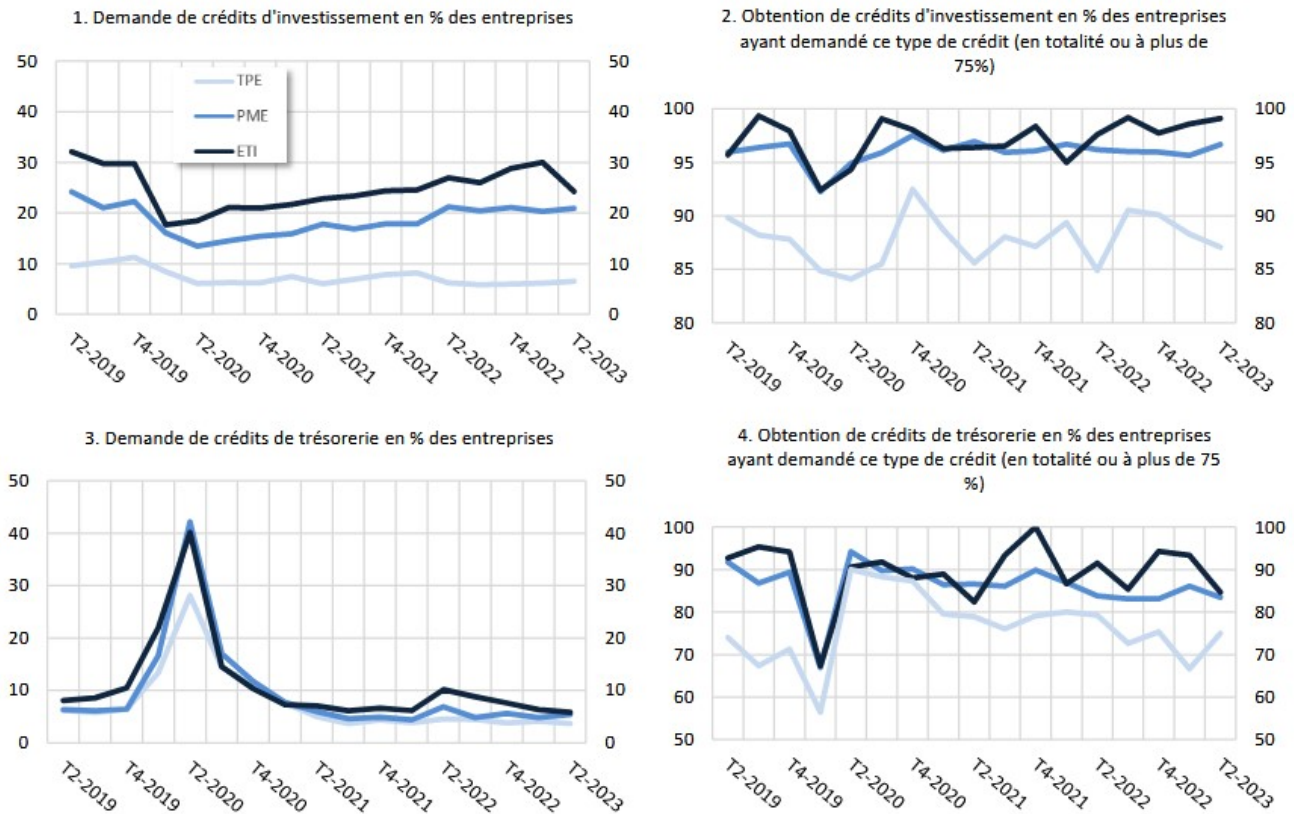 1. Demande de crédits d'investissement en % des entreprises
50
40
30
20
10
0
50
40
30
20
10
0
TPE
PME
ETI
T2-2019
T4-2019
T2-2020
T4-2020
T2-2021
T4-2021
T2-2022
T4-2022
T2-2023
2. Obtention de crédits d'investissement en % des entreprises
ayant demandé ce type de crédit (en totalité ou à plus de
75%)
100
95
90
85
80
100
95
90
85
80
T2-2019
T4-2019
T2-2020
T4-2020
T2-2021
T4-2021
T2-2022
T4-2022
T2-2023
3. Demande de crédits de trésorerie en % des entreprises
50
40
30
20
10
0
50
40
30
20
10
0
T2-2019
T4-2019
T2-2020
T4-2020
T2-2021
T4-2021
T2-2022
T4-2022
T2-2023
4. Obtention de crédits de trésorerie en % des entreprises
ayant demandé ce type de crédit (en totalité ou à plus de 75
%)
100
90
80
70
60
50
100
90
80
70
60
50
T2-2019
T4-2019
T2-2020
T4-2020
T2-2021
T4-2021
T2-2022
T4-2022
T2-2023